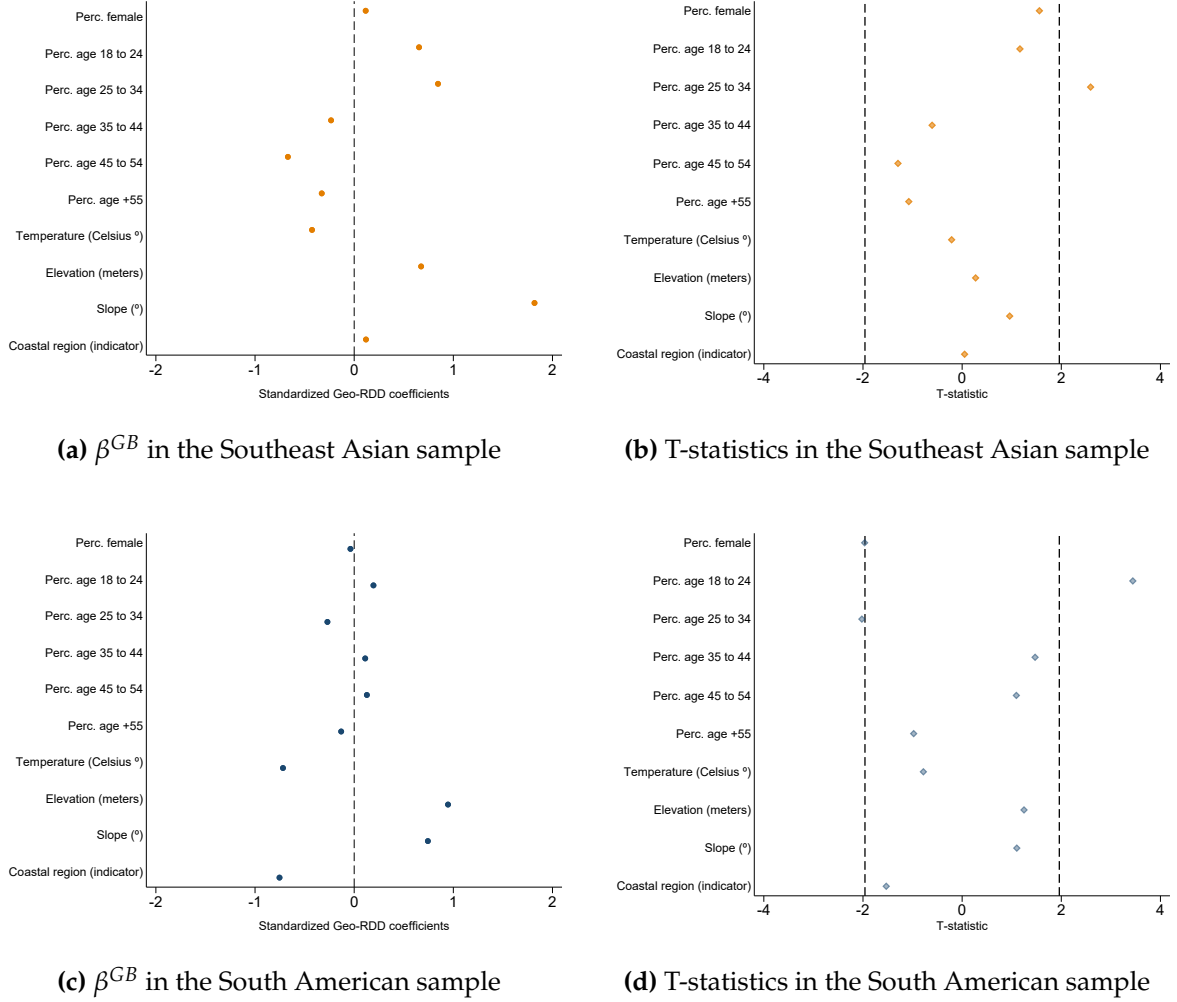 Perc. female
Perc. age 18 to 24
Perc. age 25 to 34
Perc. age 35 to 44
Perc. age 45 to 54
Perc. age +55
Temperature (Celsius º)
Elevation (meters)
Slope (º)
Coastal region (indicator)
-2 -1 0 1 2
Standardized Geo-RDD coefficients
(a) β^GB in the Southeast Asian sample
Perc. female
Perc. age 18 to 24
Perc. age 25 to 34
Perc. age 35 to 44
Perc. age 45 to 54
Perc. age +55
Temperature (Celsius º)
Elevation (meters)
Slope (º)
Coastal region (indicator)
-4 -2 0 2 4
T-statistic
(b) T-statistics in the Southeast Asian sample
Perc. female
Perc. age 18 to 24
Perc. age 25 to 34
Perc. age 35 to 44
Perc. age 45 to 54
Perc. age +55
Temperature (Celsius º)
Elevation (meters)
Slope (º)
Coastal region (indicator)
-2 -1 0 1 2
Standardized Geo-RDD coefficients
(c) β^GB in the South American sample
Perc. female
Perc. age 18 to 24
Perc. age 25 to 34
Perc. age 35 to 44
Perc. age 45 to 54
Perc. age +55
Temperature (Celsius º)
Elevation (meters)
Slope (º)
Coastal region (indicator)
-4 -2 0 2 4
T-statistic
(d) T-statistics in the South American sample